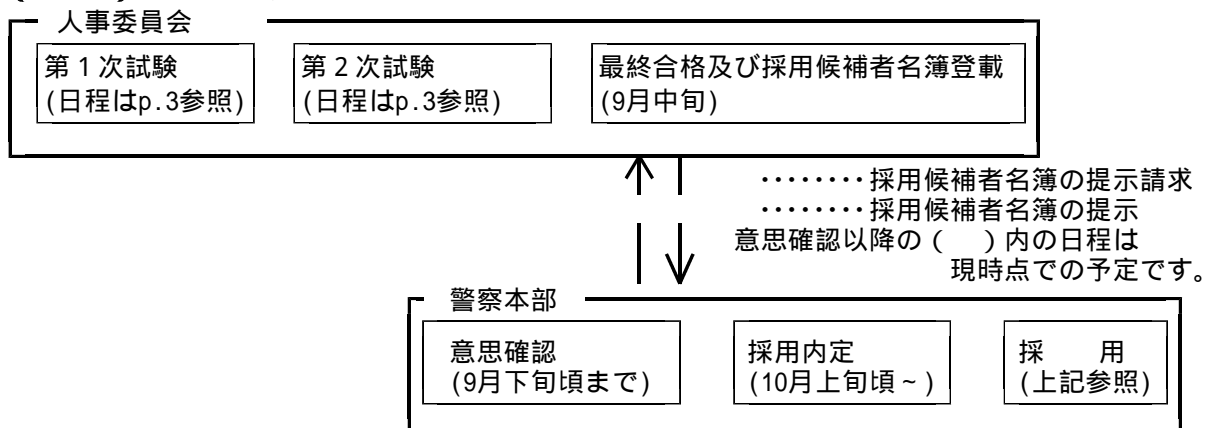 人事委員会
第1次試験
(日程はp.3参照)
第2次試験
(日程はp.3参照)
最終合格及び採用候補者名簿登載
(9月中旬)
・・・・・・・・採用候補者名簿の提示請求
・・・・・・・・採用候補者名簿の提示
意思確認以降の(　)内の日程は
現時点での予定です。
警察本部
意思確認
(9月下旬頃まで)
採用内定
(10月上旬頃~)
採　用
(上記参照)